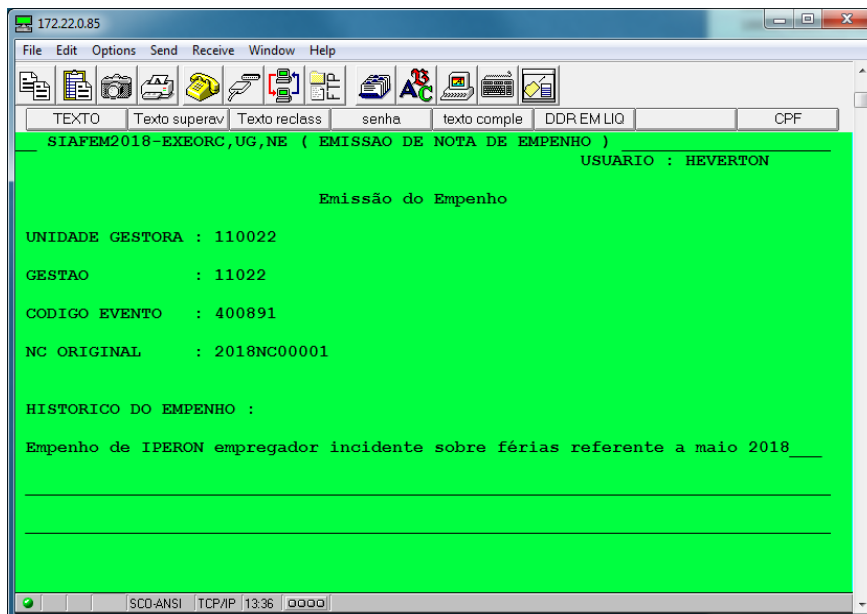 172.22.0.85
File Edit Options Send Receive Window Help
TEXTO Texto superav Texto reclass senha texto comple DDR EM LIQ CPF
SIAFEM2018-EXEORC,UG,NE ( EMISSAO DE NOTA DE EMPENHO )
USUARIO : HEVERTON
Emissão do Empenho
UNIDADE GESTORA : 110022
GESTAO : 11022
CODIGO EVENTO : 400891
NC ORIGINAL : 2018NC00001
HISTORICO DO EMPENHO :
Empenho de IPERON empregador incidente sobre férias referente a maio 2018
SCO-ANSI TCP/IP 13:36